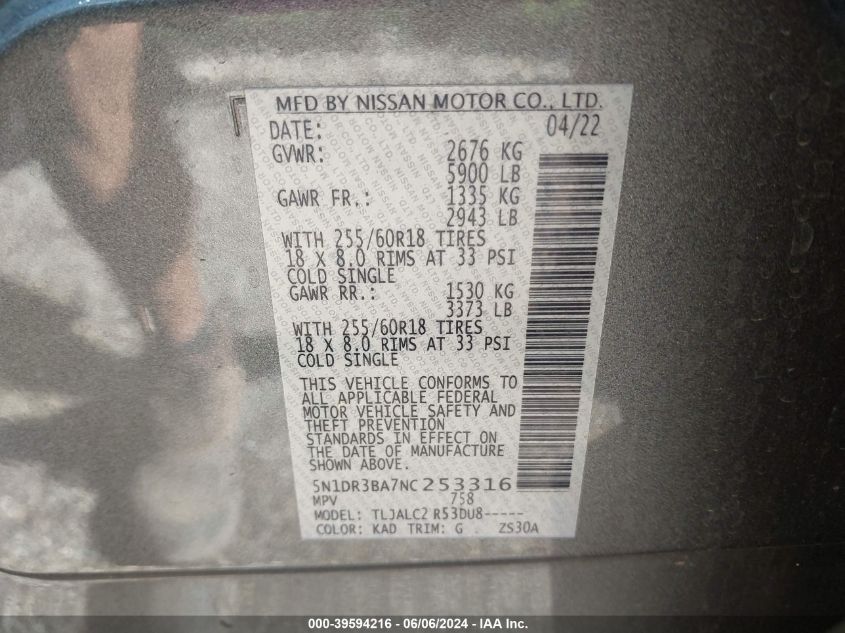 MFD BY NISSAN MOTOR CO., LTD.
DATE: 04/22
GVWR: 2676 KG
5900 LB
GAWR FR.: 1335 KG
2943 LB
WITH 255/60R18 TIRES
18 X 8.0 RIMS AT 33 PSI
COLD SINGLE
GAWR RR.: 1530 KG
3373 LB
WITH 255/60R18 TIRES
18 X 8.0 RIMS AT 33 PSI
COLD SINGLE
THIS VEHICLE CONFORMS TO
ALL APPLICABLE FEDERAL
MOTOR VEHICLE SAFETY AND
THEFT PREVENTION
STANDARDS IN EFFECT ON
THE DATE OF MANUFACTURE
SHOWN ABOVE.
5N1DR3BA7NC253316
MPV 758
MODEL: TLJALC2 R53DU8-----
COLOR: KAD TRIM: G ZS30A
000-39594216 - 06/06/2024 - IAA Inc.